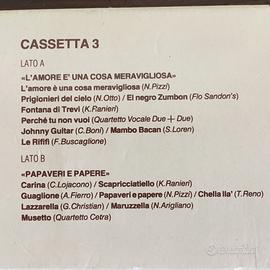 CASSETTA 3
LATO A
«L'AMORE E' UNA COSA MERAVIGLIOSA»
L'amore è una cosa meravigliosa (N.Pizzi)
Prigionieri del cielo (N.Otto) / El negro Zumbon (Flo Sandon's)
Fontana di Trevi (K.Ranieri)
Perché tu non vuoi (Quartetto Vocale Due + Due)
Johnny Guitar (C.Boni) / Mambo Bacan (S.Loren)
Le Rififi (F.Buscaglione)
LATO B
«PAPAVERI E PAPERE»
Carina (C.Lojacono) / Scapricciatiello (K.Ranieri)
Guaglione (A.Fierro) / Papaveri e papere (N.Pizzi) / Chella lla' (T.Reno)
Lazzarella (G.Christian) / Maruzzella (N.Arigliano)
Musetto (Quartetto Cetra)
subito